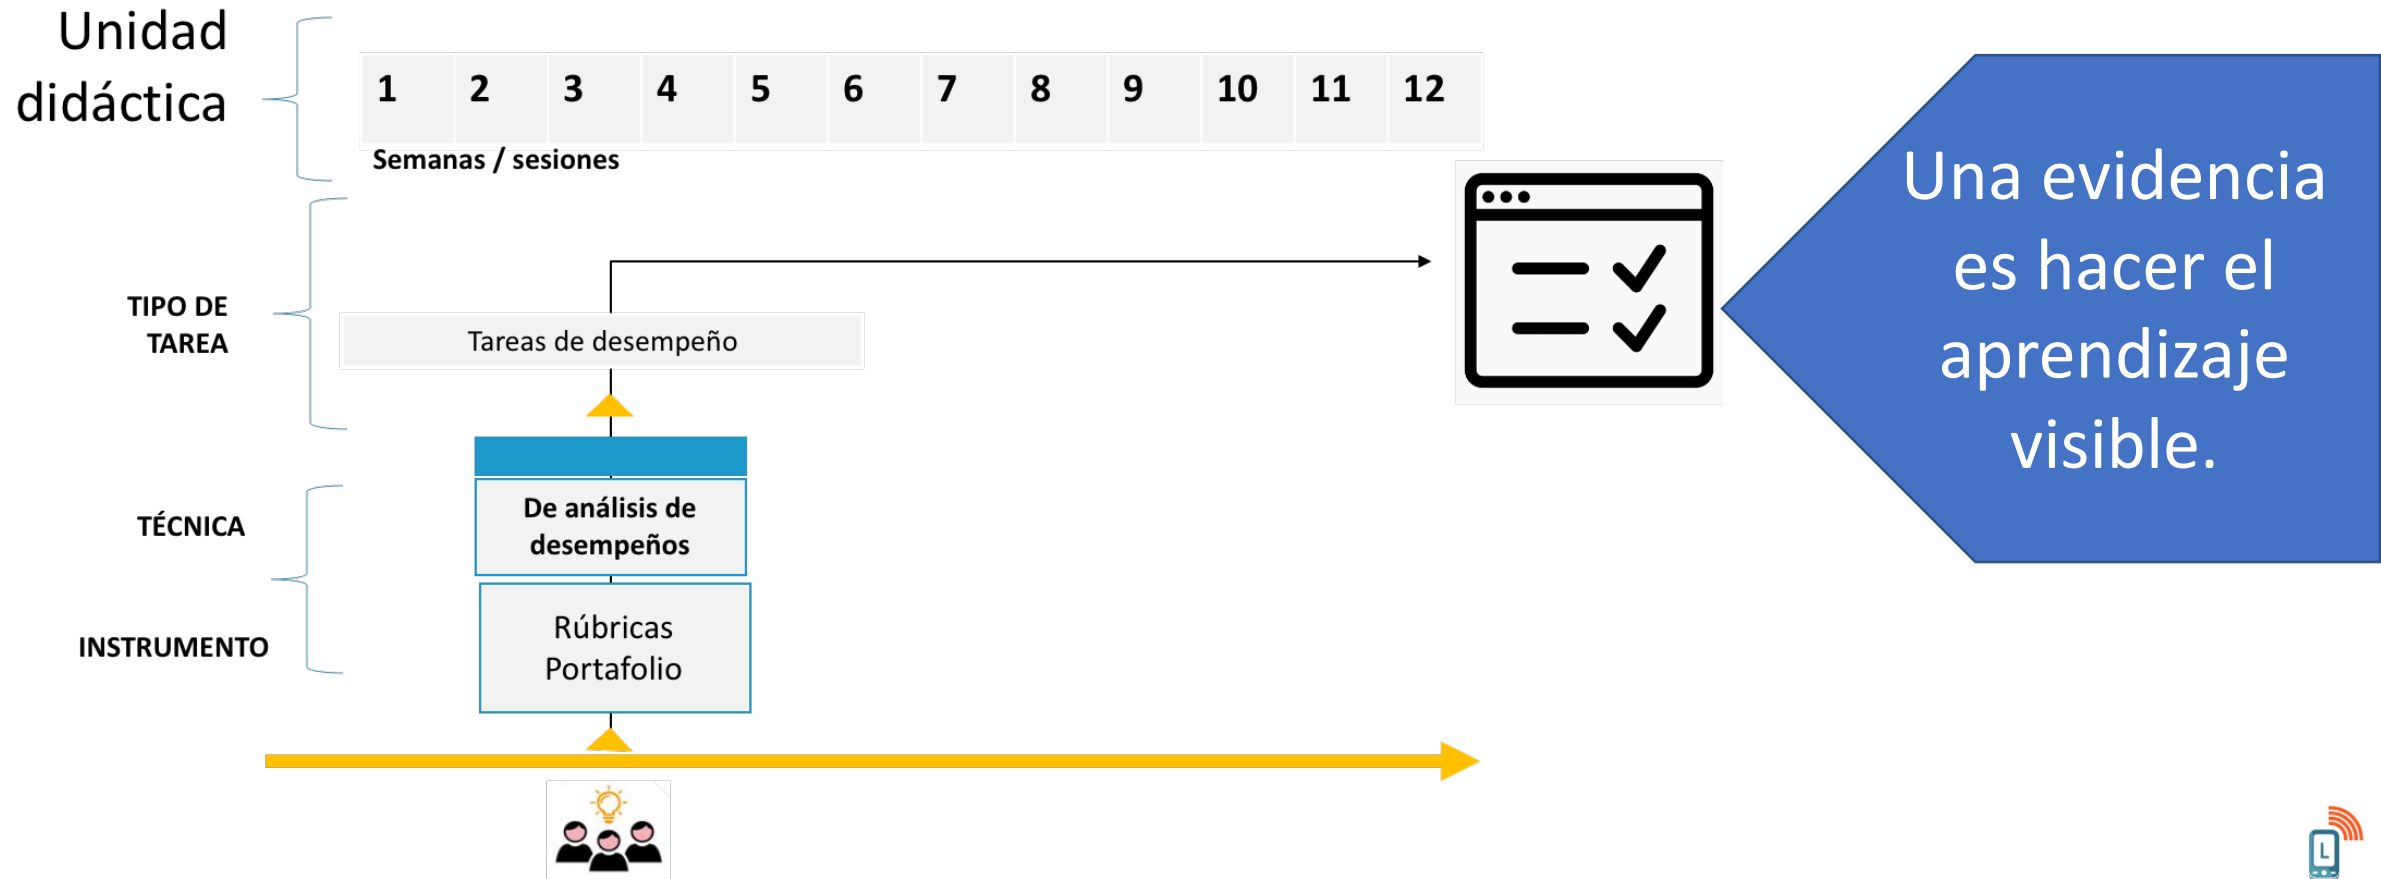 Unidad
didáctica
1 2 3 4 5 6 7 8 9 10 11 12
Semanas / sesiones
TIPO DE
TAREA
Tareas de desempeño
TÉCNICA
De análisis de
desempeños
INSTRUMENTO
Rúbricas
Portafolio
Una evidencia
es hacer el
aprendizaje
visible.
L